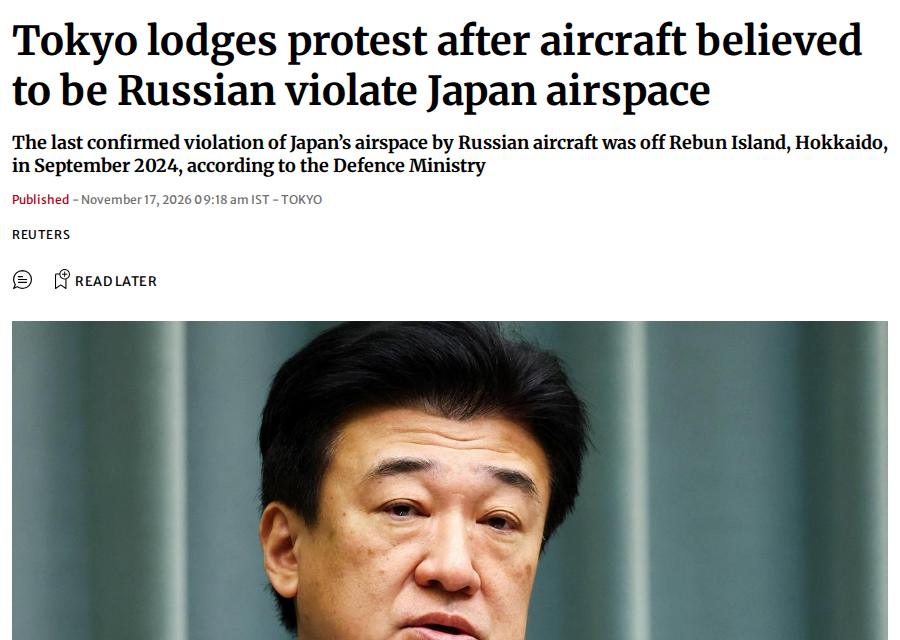 Tokyo lodges protest after aircraft believed
to be Russian violate Japan airspace
The last confirmed violation of Japan’s airspace by Russian aircraft was off Rebun Island, Hokkaido,
in September 2024, according to the Defence Ministry
Published - November 17, 2026 09:18 am IST - TOKYO
REUTERS
READ LATER